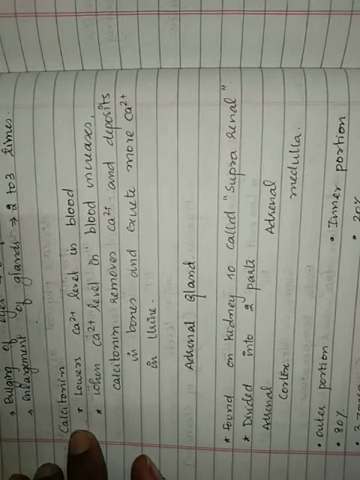 → Bulging of eyes →
→ Enlargement of glands → 2 to 3 times.
Calcitonin
* Lowers Ca²⁺ level in blood
* When Ca²⁺ level in blood increases,
calcitonin removes Ca²⁺ and deposits
in bones and excrete more Ca²⁺
in Urine.
Adrenal Gland
* Found on kidney so called "Supra Renal".
* Divided into 2 parts
Adrenal Cortex
Adrenal medulla.
• outer portion • Inner portion
• 80% • 20%